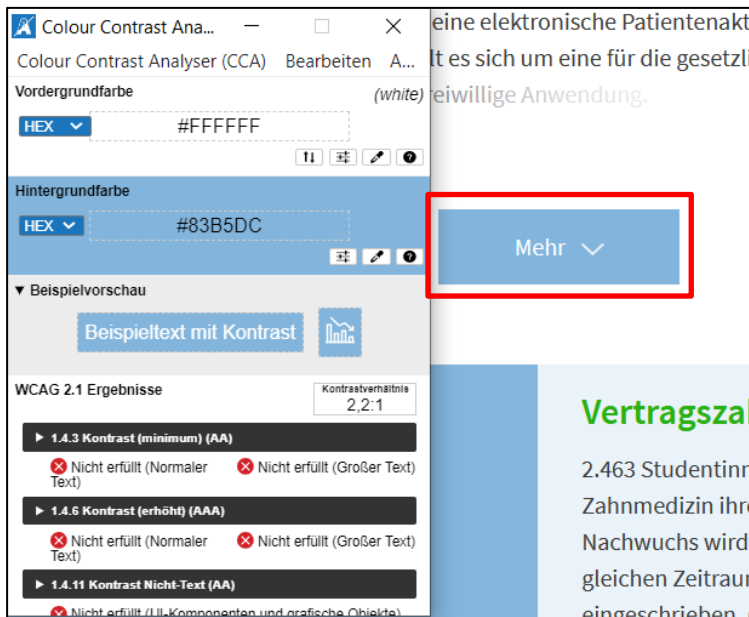 Colour Contrast Ana...
Colour Contrast Analyser (CCA) Bearbeiten A...
Vordergrundfarbe
(white)
HEX #FFFFFF
Hintergrundfarbe
HEX #83B5DC
▼ Beispielvorschau
Beispieltext mit Kontrast
WCAG 2.1 Ergebnisse
Kontrastverhältnis
2,2:1
▶ 1.4.3 Kontrast (minimum) (AA)
Nicht erfüllt (Normaler Text)
Nicht erfüllt (Großer Text)
▶ 1.4.6 Kontrast (erhöht) (AAA)
Nicht erfüllt (Normaler Text)
Nicht erfüllt (Großer Text)
▶ 1.4.11 Kontrast Nicht-Text (AA)
Nicht erfüllt (UI-Komponenten und grafische Objekte)
eine elektronische Patientenakt
lt es sich um eine für die gesetzli
eiwillige Anwendung.
Mehr
Vertragszal
2.463 Studentinn
Zahnmedizin ihre
Nachwuchs wird
gleichen Zeitraun
eingeschrieben.